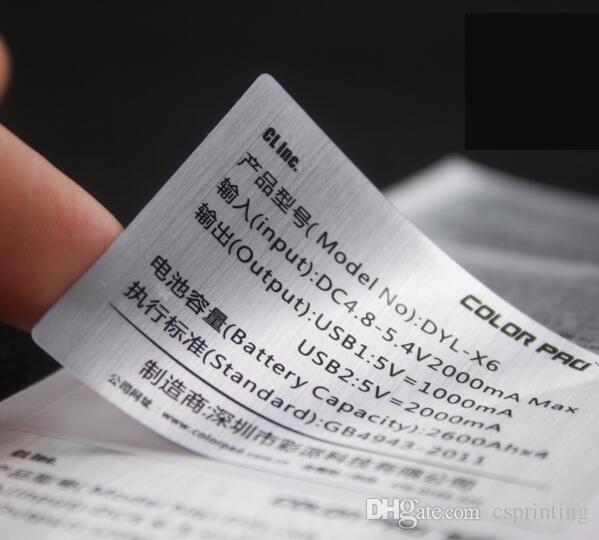 CL Inc.
COLOR PAD
产品型号(Model No):DYL-X6
输入(input):DC4.8-5.4V2000mA Max
输出(Output):USB1:5V=1000mA
USB2:5V=2000mA
电池容量(Battery Capacity):2600Ahx4
执行标准(Standard):GB4943-2011
制造商:深圳市彩派科技有限公司
公司网址:www.colorpad.com.cn
CL Inc.
DHgate.com csprinting